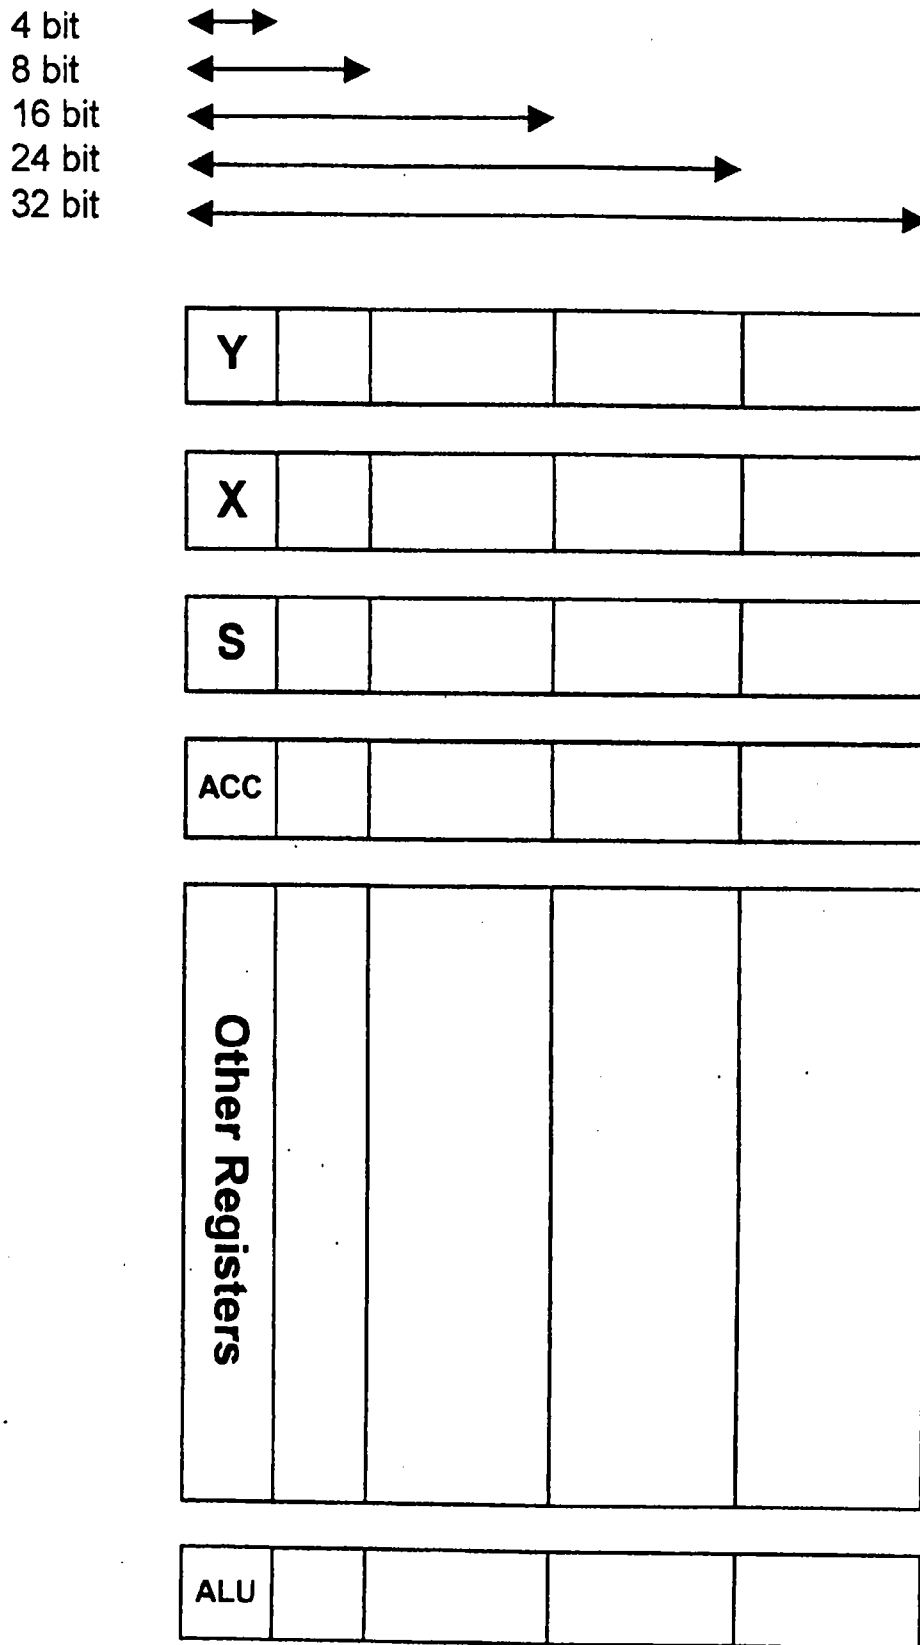 4 bit
8 bit
16 bit
24 bit
32 bit
Y
X
S
ACC
Other Registers
ALU